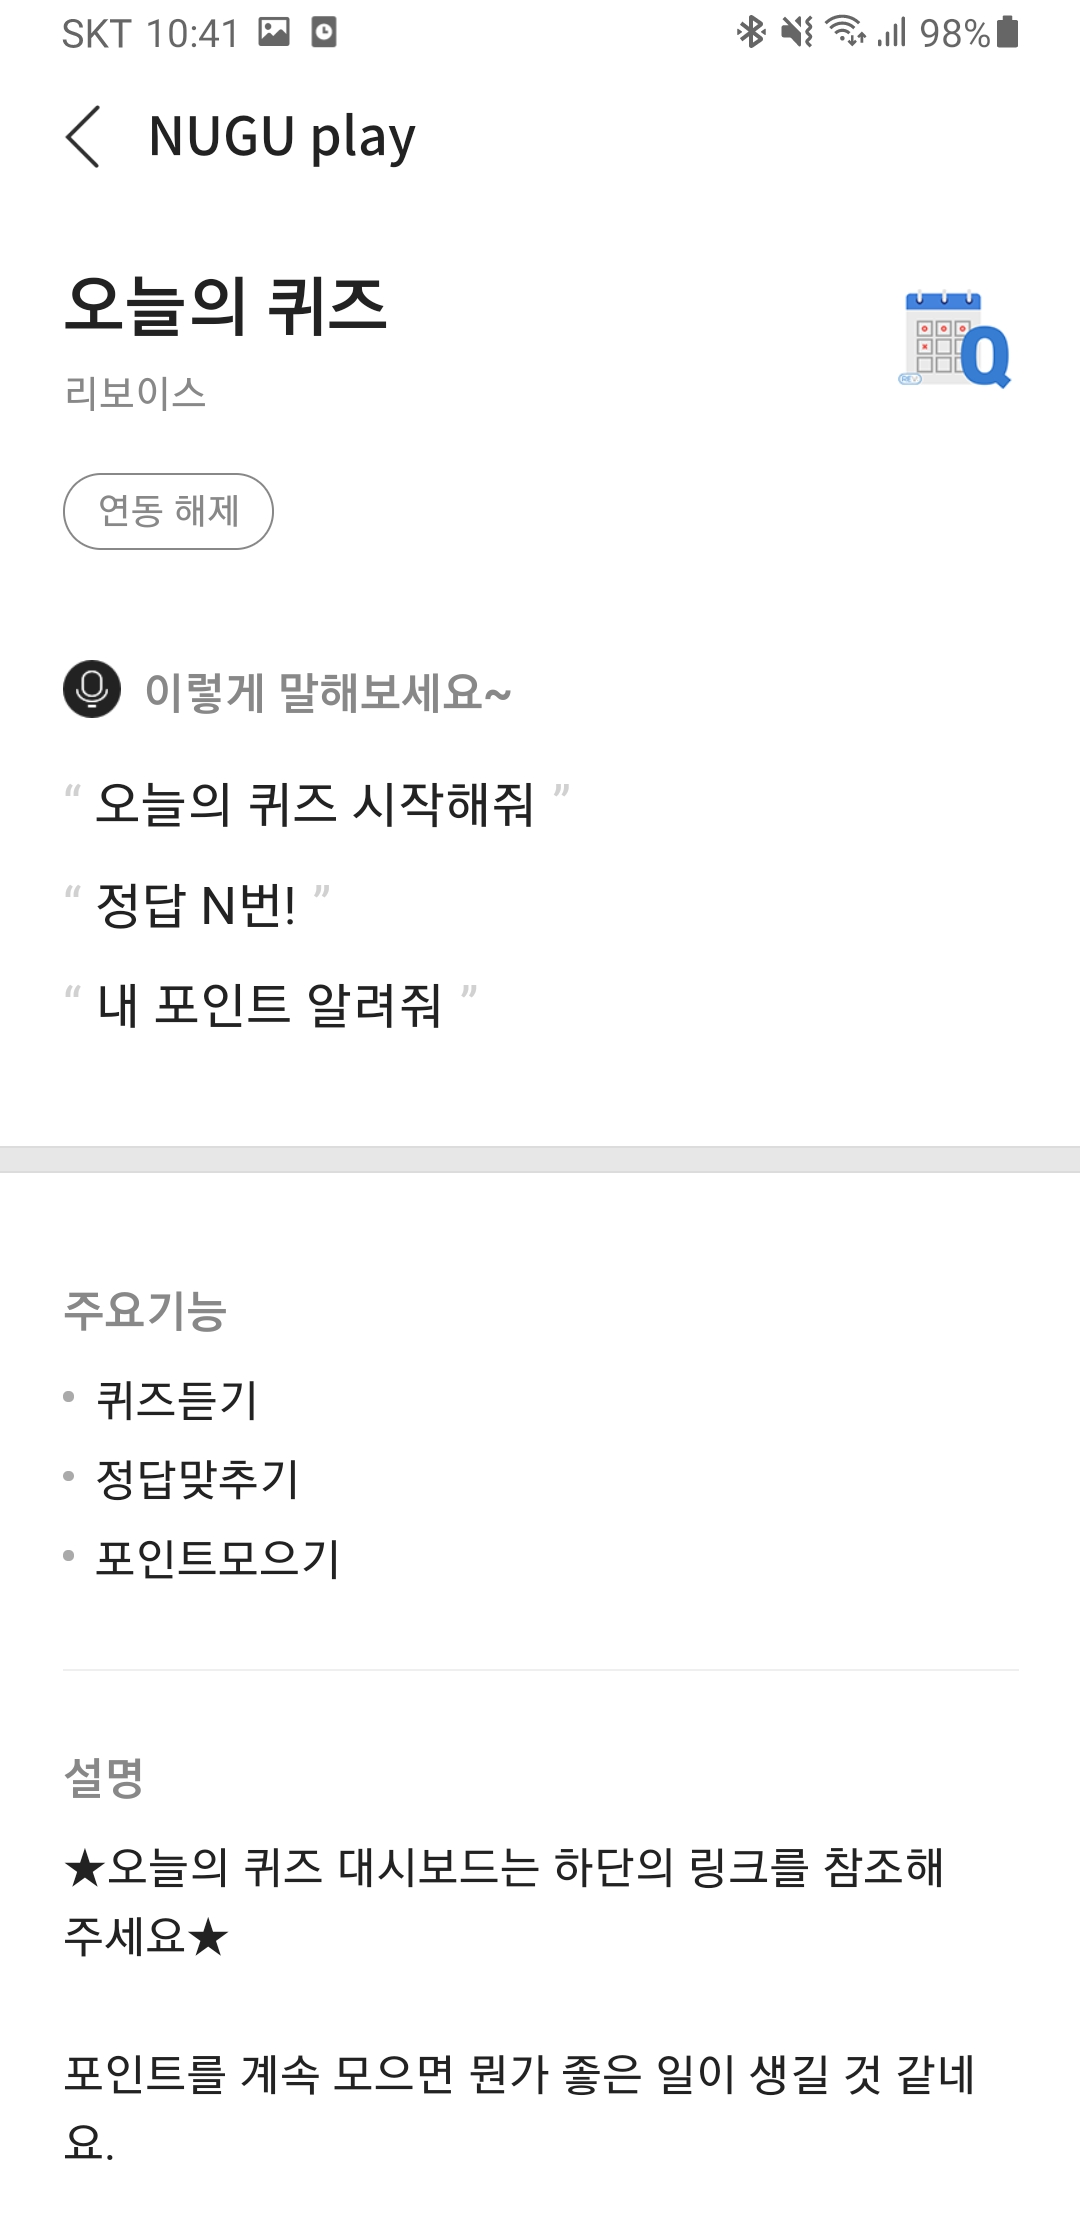 SKT 10:41 98%
NUGU play
오늘의 퀴즈
리보이스
Q
REV
연동 해제
이렇게 말해보세요~
“ 오늘의 퀴즈 시작해줘 ”
“ 정답 N번! ”
“ 내 포인트 알려줘 ”
주요기능
• 퀴즈듣기
• 정답맞추기
• 포인트모으기
설명
★오늘의 퀴즈 대시보드는 하단의 링크를 참조해
주세요★
포인트를 계속 모으면 뭔가 좋은 일이 생길 것 같네
요.